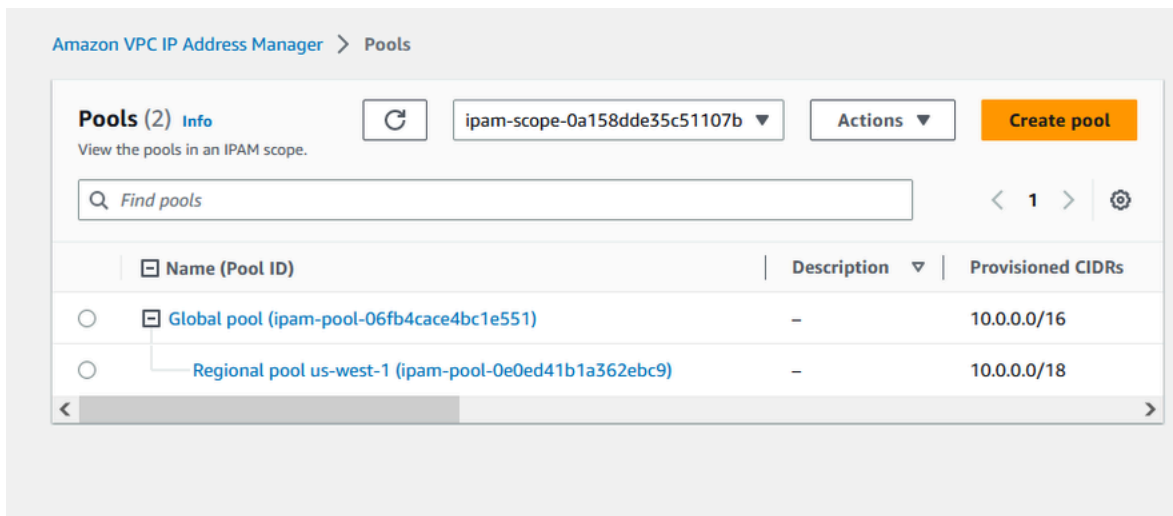 Amazon VPC IP Address Manager > Pools
Pools (2) Info
ipam-scope-0a158dde35c51107b
Actions
Create pool
View the pools in an IPAM scope.
Find pools
< 1 >
Name (Pool ID)
Description
Provisioned CIDRs
Global pool (ipam-pool-06fb4cace4bc1e551)
–
10.0.0.0/16
Regional pool us-west-1 (ipam-pool-0e0ed41b1a362ebc9)
–
10.0.0.0/18